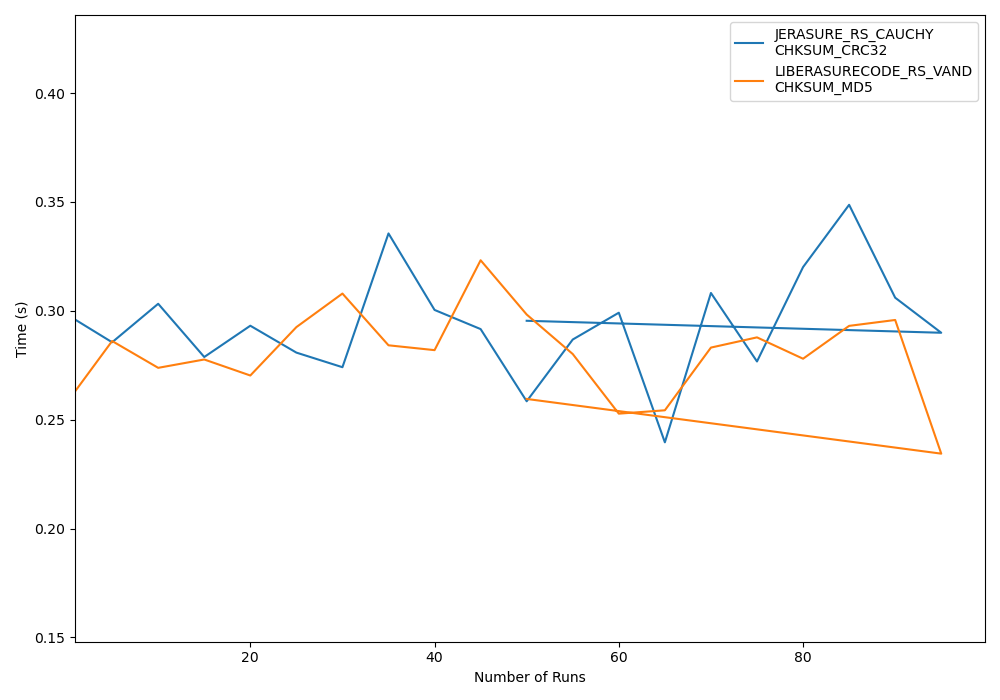 JERASURE_RS_CAUCHY
CHKSUM_CRC32
LIBERASURECODE_RS_VAND
CHKSUM_MD5
0.40
0.35
0.30
0.25
0.20
0.15
Time (s)
20 40 60 80
Number of Runs